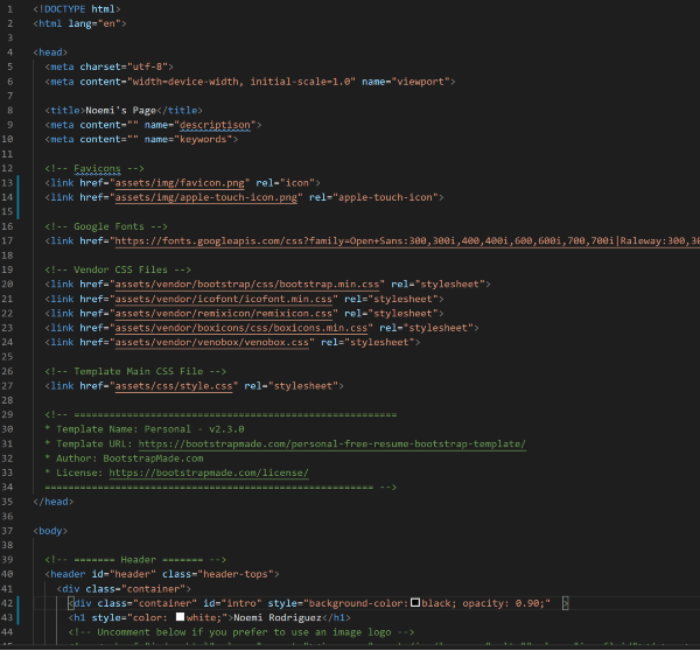 1 <!DOCTYPE html>
2 <html lang="en">
3
4 <head>
5 <meta charset="utf-8">
6 <meta content="width=device-width, initial-scale=1.0" name="viewport">
7
8 <title>Noemi's Page</title>
9 <meta content="" name="descriptison">
10 <meta content="" name="keywords">
11
12 <!-- Favicons -->
13 <link href="assets/img/favicon.png" rel="icon">
14 <link href="assets/img/apple-touch-icon.png" rel="apple-touch-icon">
15
16 <!-- Google Fonts -->
17 <link href="https://fonts.googleapis.com/css?family=Open+Sans:300,300i,400,400i,600,600i,700,700i|Raleway:300,30
18
19 <!-- Vendor CSS Files -->
20 <link href="assets/vendor/bootstrap/css/bootstrap.min.css" rel="stylesheet">
21 <link href="assets/vendor/icofont/icofont.min.css" rel="stylesheet">
22 <link href="assets/vendor/remixicon/remixicon.css" rel="stylesheet">
23 <link href="assets/vendor/boxicons/css/boxicons.min.css" rel="stylesheet">
24 <link href="assets/vendor/venobox/venobox.css" rel="stylesheet">
25
26 <!-- Template Main CSS File -->
27 <link href="assets/css/style.css" rel="stylesheet">
28
29 <!-- =======================================================
30 * Template Name: Personal - v2.3.0
31 * Template URL: https://bootstrapmade.com/personal-free-resume-bootstrap-template/
32 * Author: BootstrapMade.com
33 * License: https://bootstrapmade.com/license/
34 ======================================================== -->
35 </head>
36
37 <body>
38
39 <!-- ======= Header ======= -->
40 <header id="header" class="header-tops">
41 <div class="container">
42 <div class="container" id="intro" style="background-color: black; opacity: 0.90;" >
43 <h1 style="color: white;">Noemi Rodriguez</h1>
44 <!-- Uncomment below if you prefer to use an image logo -->